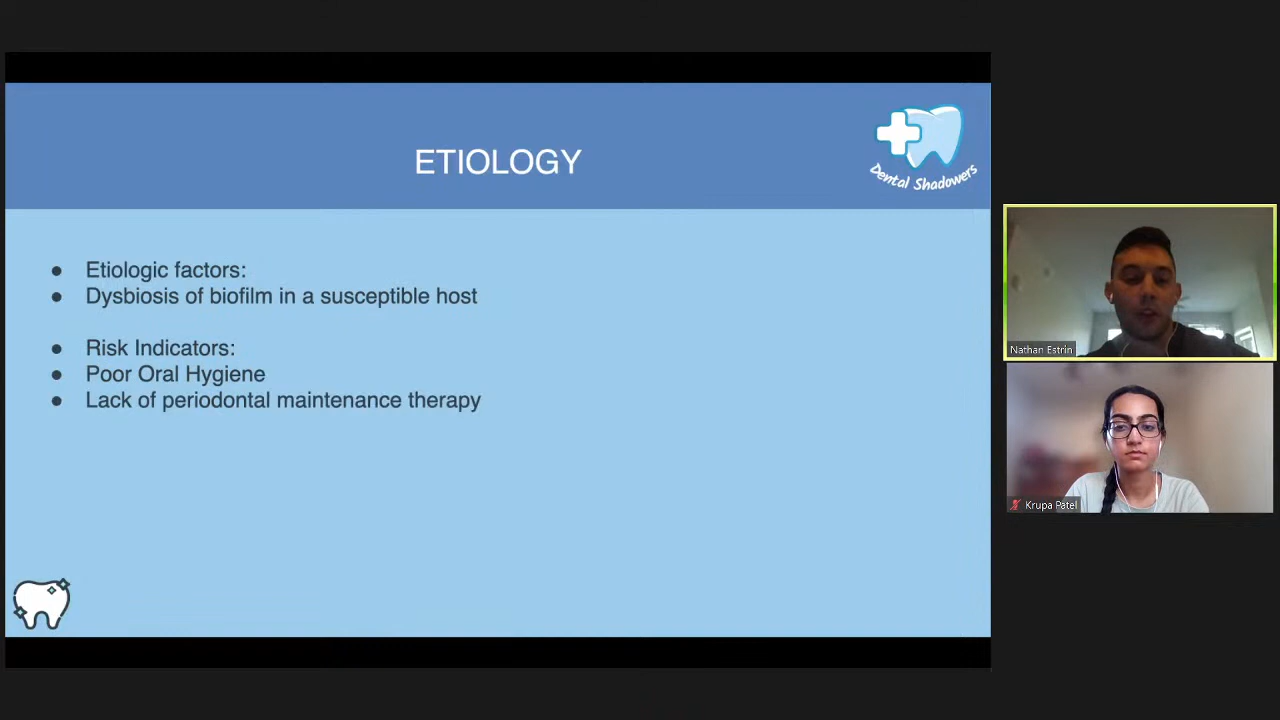 ETIOLOGY
Dental Shadowers
● Etiologic factors:
● Dysbiosis of biofilm in a susceptible host
● Risk Indicators:
● Poor Oral Hygiene
● Lack of periodontal maintenance therapy
Nathan Estrin
Krupa Patel